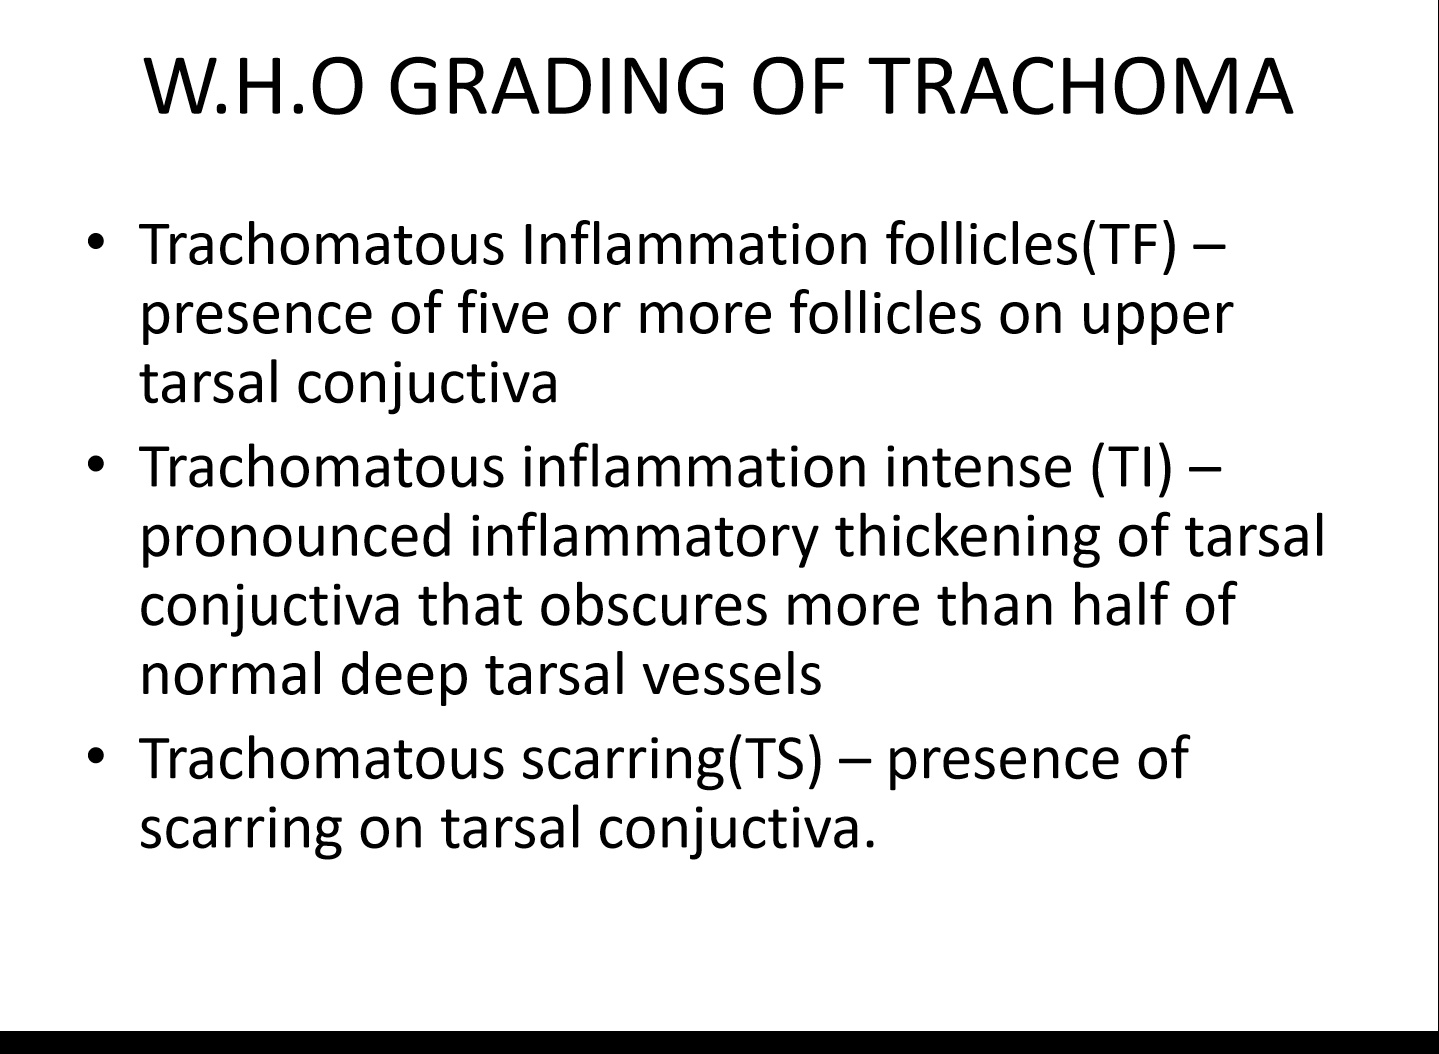 W.H.O GRADING OF TRACHOMA
• Trachomatous Inflammation follicles(TF) –
presence of five or more follicles on upper
tarsal conjuctiva
• Trachomatous inflammation intense (TI) –
pronounced inflammatory thickening of tarsal
conjuctiva that obscures more than half of
normal deep tarsal vessels
• Trachomatous scarring(TS) – presence of
scarring on tarsal conjuctiva.